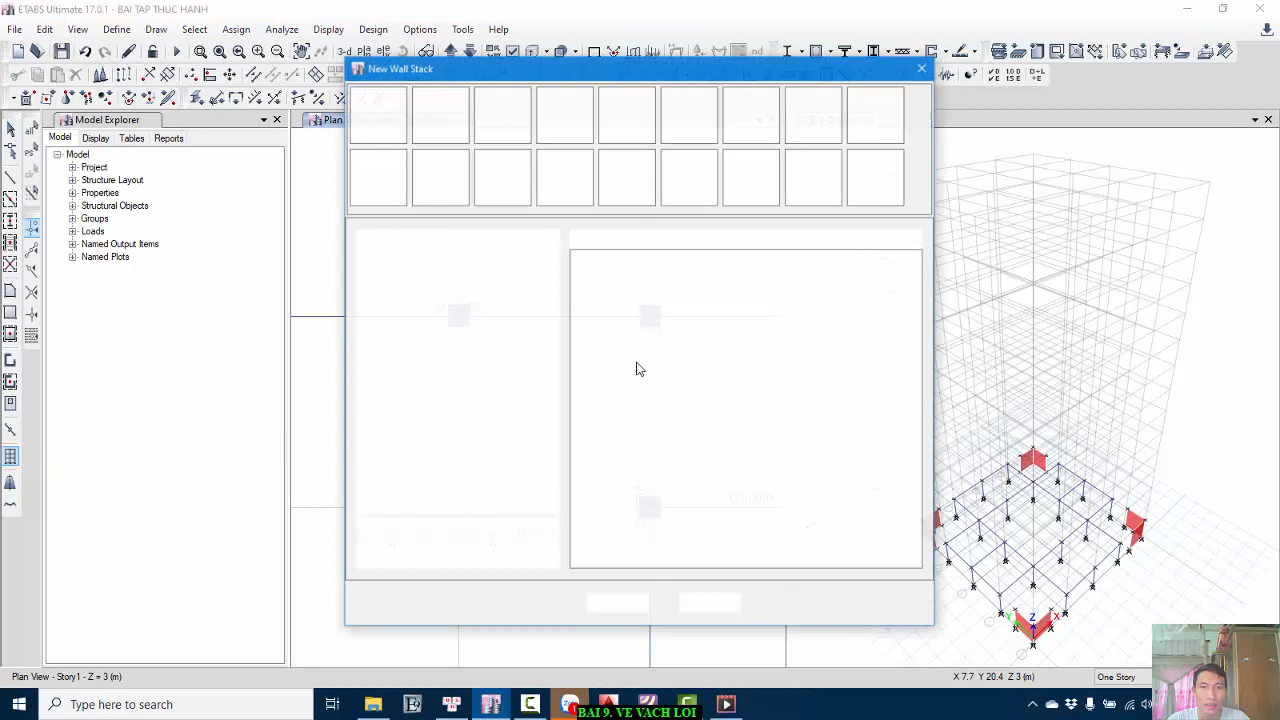 ETABS Ultimate 17.0.1 - BAI TAP THUC HANH
File Edit View Define Draw Select Assign Analyze Display Design Options Tools Help
3-d
nd
New Wall Stack
Model Explorer
Model Display Tables Reports
Model
Project
Structure Layout
Properties
Structural Objects
Groups
Loads
Named Output Items
Named Plots
Z
Y
X
Plan View - Story1 - Z = 3 (m)
X 7.7 Y 20.4 Z 3 (m)
One Story
Type here to search
BAI 9. VE VACH LOI